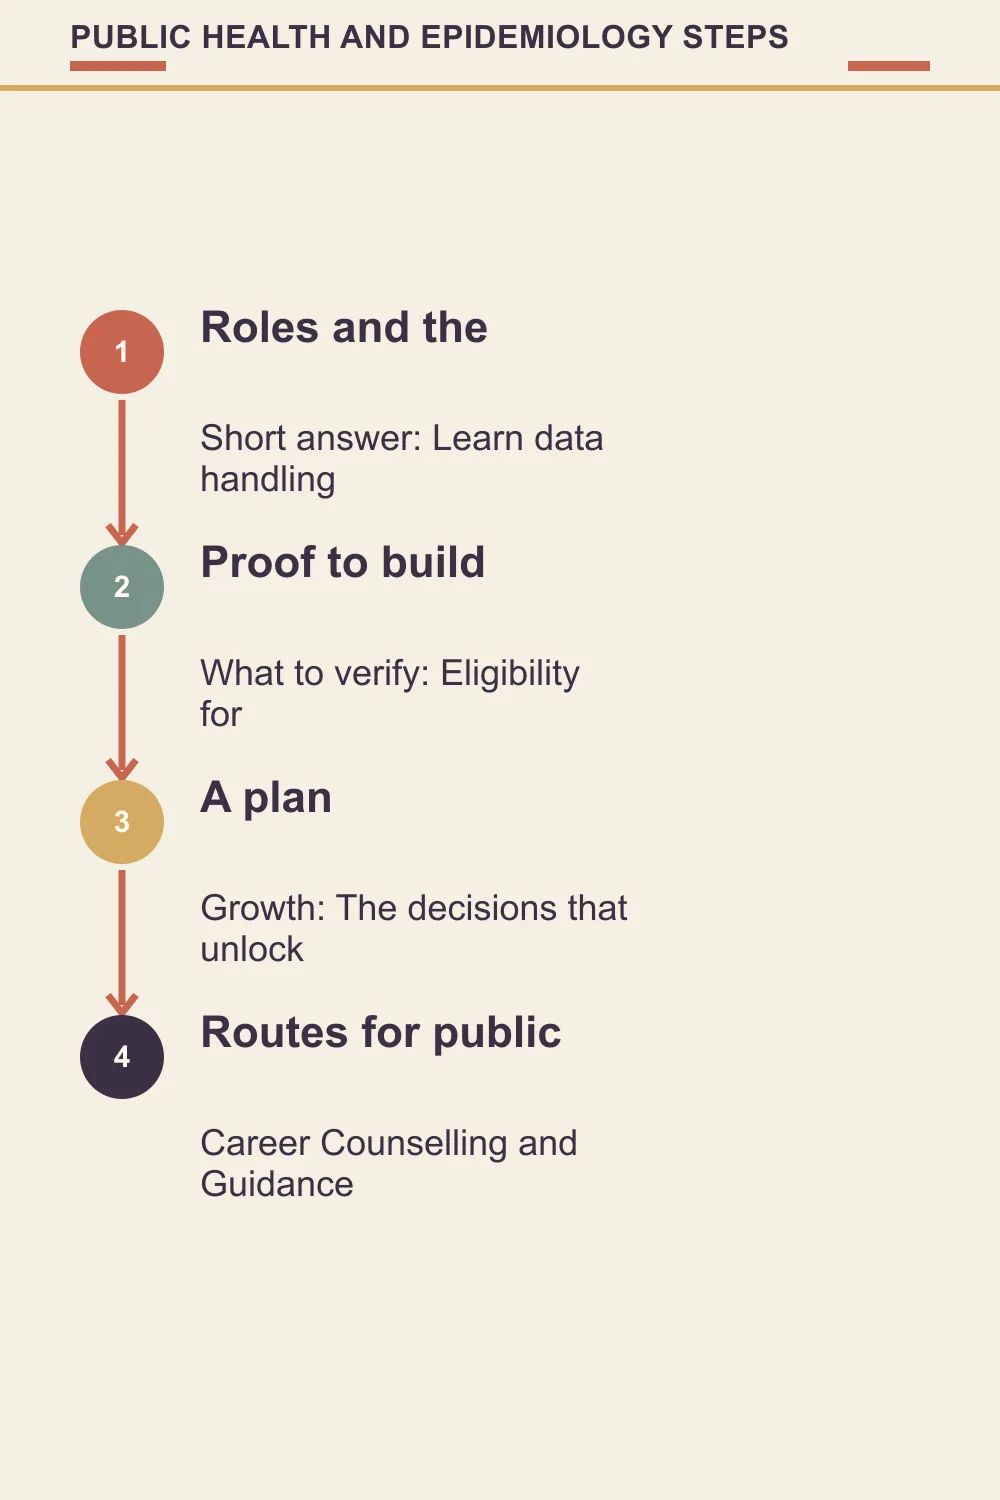 PUBLIC HEALTH AND EPIDEMIOLOGY STEPS
1
Roles and the
Short answer: Learn data
handling
2
Proof to build
What to verify: Eligibility
for
3
A plan
Growth: The decisions that
unlock
4
Routes for public
Career Counselling and
Guidance